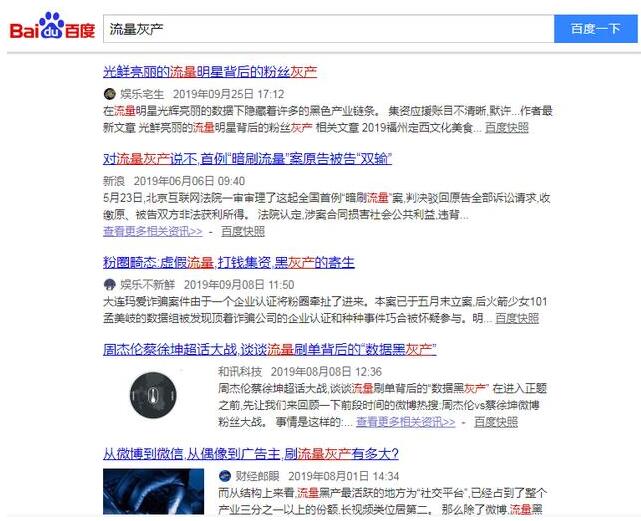 Bai du 百度
流量灰产
百度一下
光鲜亮丽的流量明星背后的粉丝灰产
娱乐宅生 2019年09月25日 17:12
在流量明星光辉亮丽的数据下隐藏着许多的黑色产业链条。 集资应援账目不清晰,默许...作者最
新文章 光鲜亮丽的流量明星背后的粉丝灰产 相关文章 2019福州定西文化美食... 百度快照
对流量灰产说不,首例“暗刷流量”案原告被告“双输”
新浪 2019年06月06日 09:40
5月23日,北京互联网法院一审审理了这起全国首例“暗刷流量”案,判决驳回原告全部诉讼请求,收
缴原、被告双方非法获利所得。 法院认定,涉案合同损害社会公共利益,违背...
查看更多相关资讯>> - 百度快照
粉圈畸态:虚假流量,打钱集资,黑灰产的寄生
娱乐不新鲜 2019年09月08日 11:50
大连玛爱诈骗案件由于一个企业认证将粉圈牵扯了进来。本案已于五月末立案,后火箭少女101
孟美岐的数据组被发现顶着诈骗公司的企业认证和种种事件巧合被怀疑参与。明... 百度快照
周杰伦蔡徐坤超话大战,谈谈流量刷单背后的“数据黑灰产”
和讯科技 2019年08月08日 12:36
周杰伦蔡徐坤超话大战,谈谈流量刷单背后的“数据黑灰产” 在进入正题
之前,先让我们来回顾一下前段时间的微博热搜:周杰伦vs蔡徐坤微博
粉丝大战。 事情是这样的:... 查看更多相关资讯>> - 百度快照
从微博到微信,从偶像到广告主,刷流量灰产有多大?
财经郎眼 2019年08月01日 14:34
而从结构上来看,流量黑产最活跃的地方为“社交平台”,已经占到了整个
产业三分之一以上的份额,长视频类位居第二。 那么除了微博,流量黑